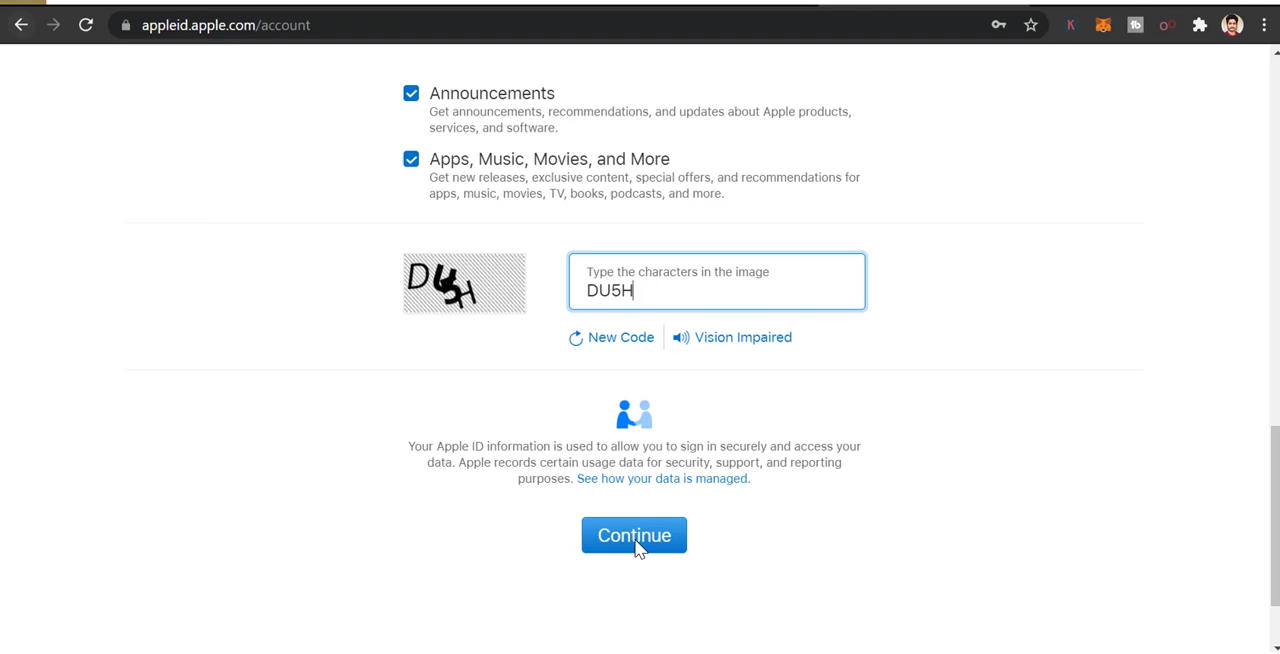 appleid.apple.com/account
Announcements
Get announcements, recommendations, and updates about Apple products,
services, and software.
Apps, Music, Movies, and More
Get new releases, exclusive content, special offers, and recommendations for
apps, music, movies, TV, books, podcasts, and more.
DU5H
Type the characters in the image
DU5H
New Code
Vision Impaired
Your Apple ID information is used to allow you to sign in securely and access your
data. Apple records certain usage data for security, support, and reporting
purposes. See how your data is managed.
Continue